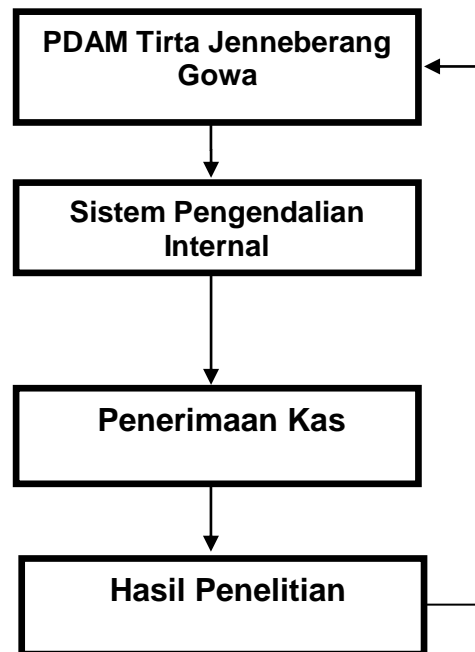 PDAM Tirta Jenneberang
Gowa
Sistem Pengendalian
Internal
Penerimaan Kas
Hasil Penelitian